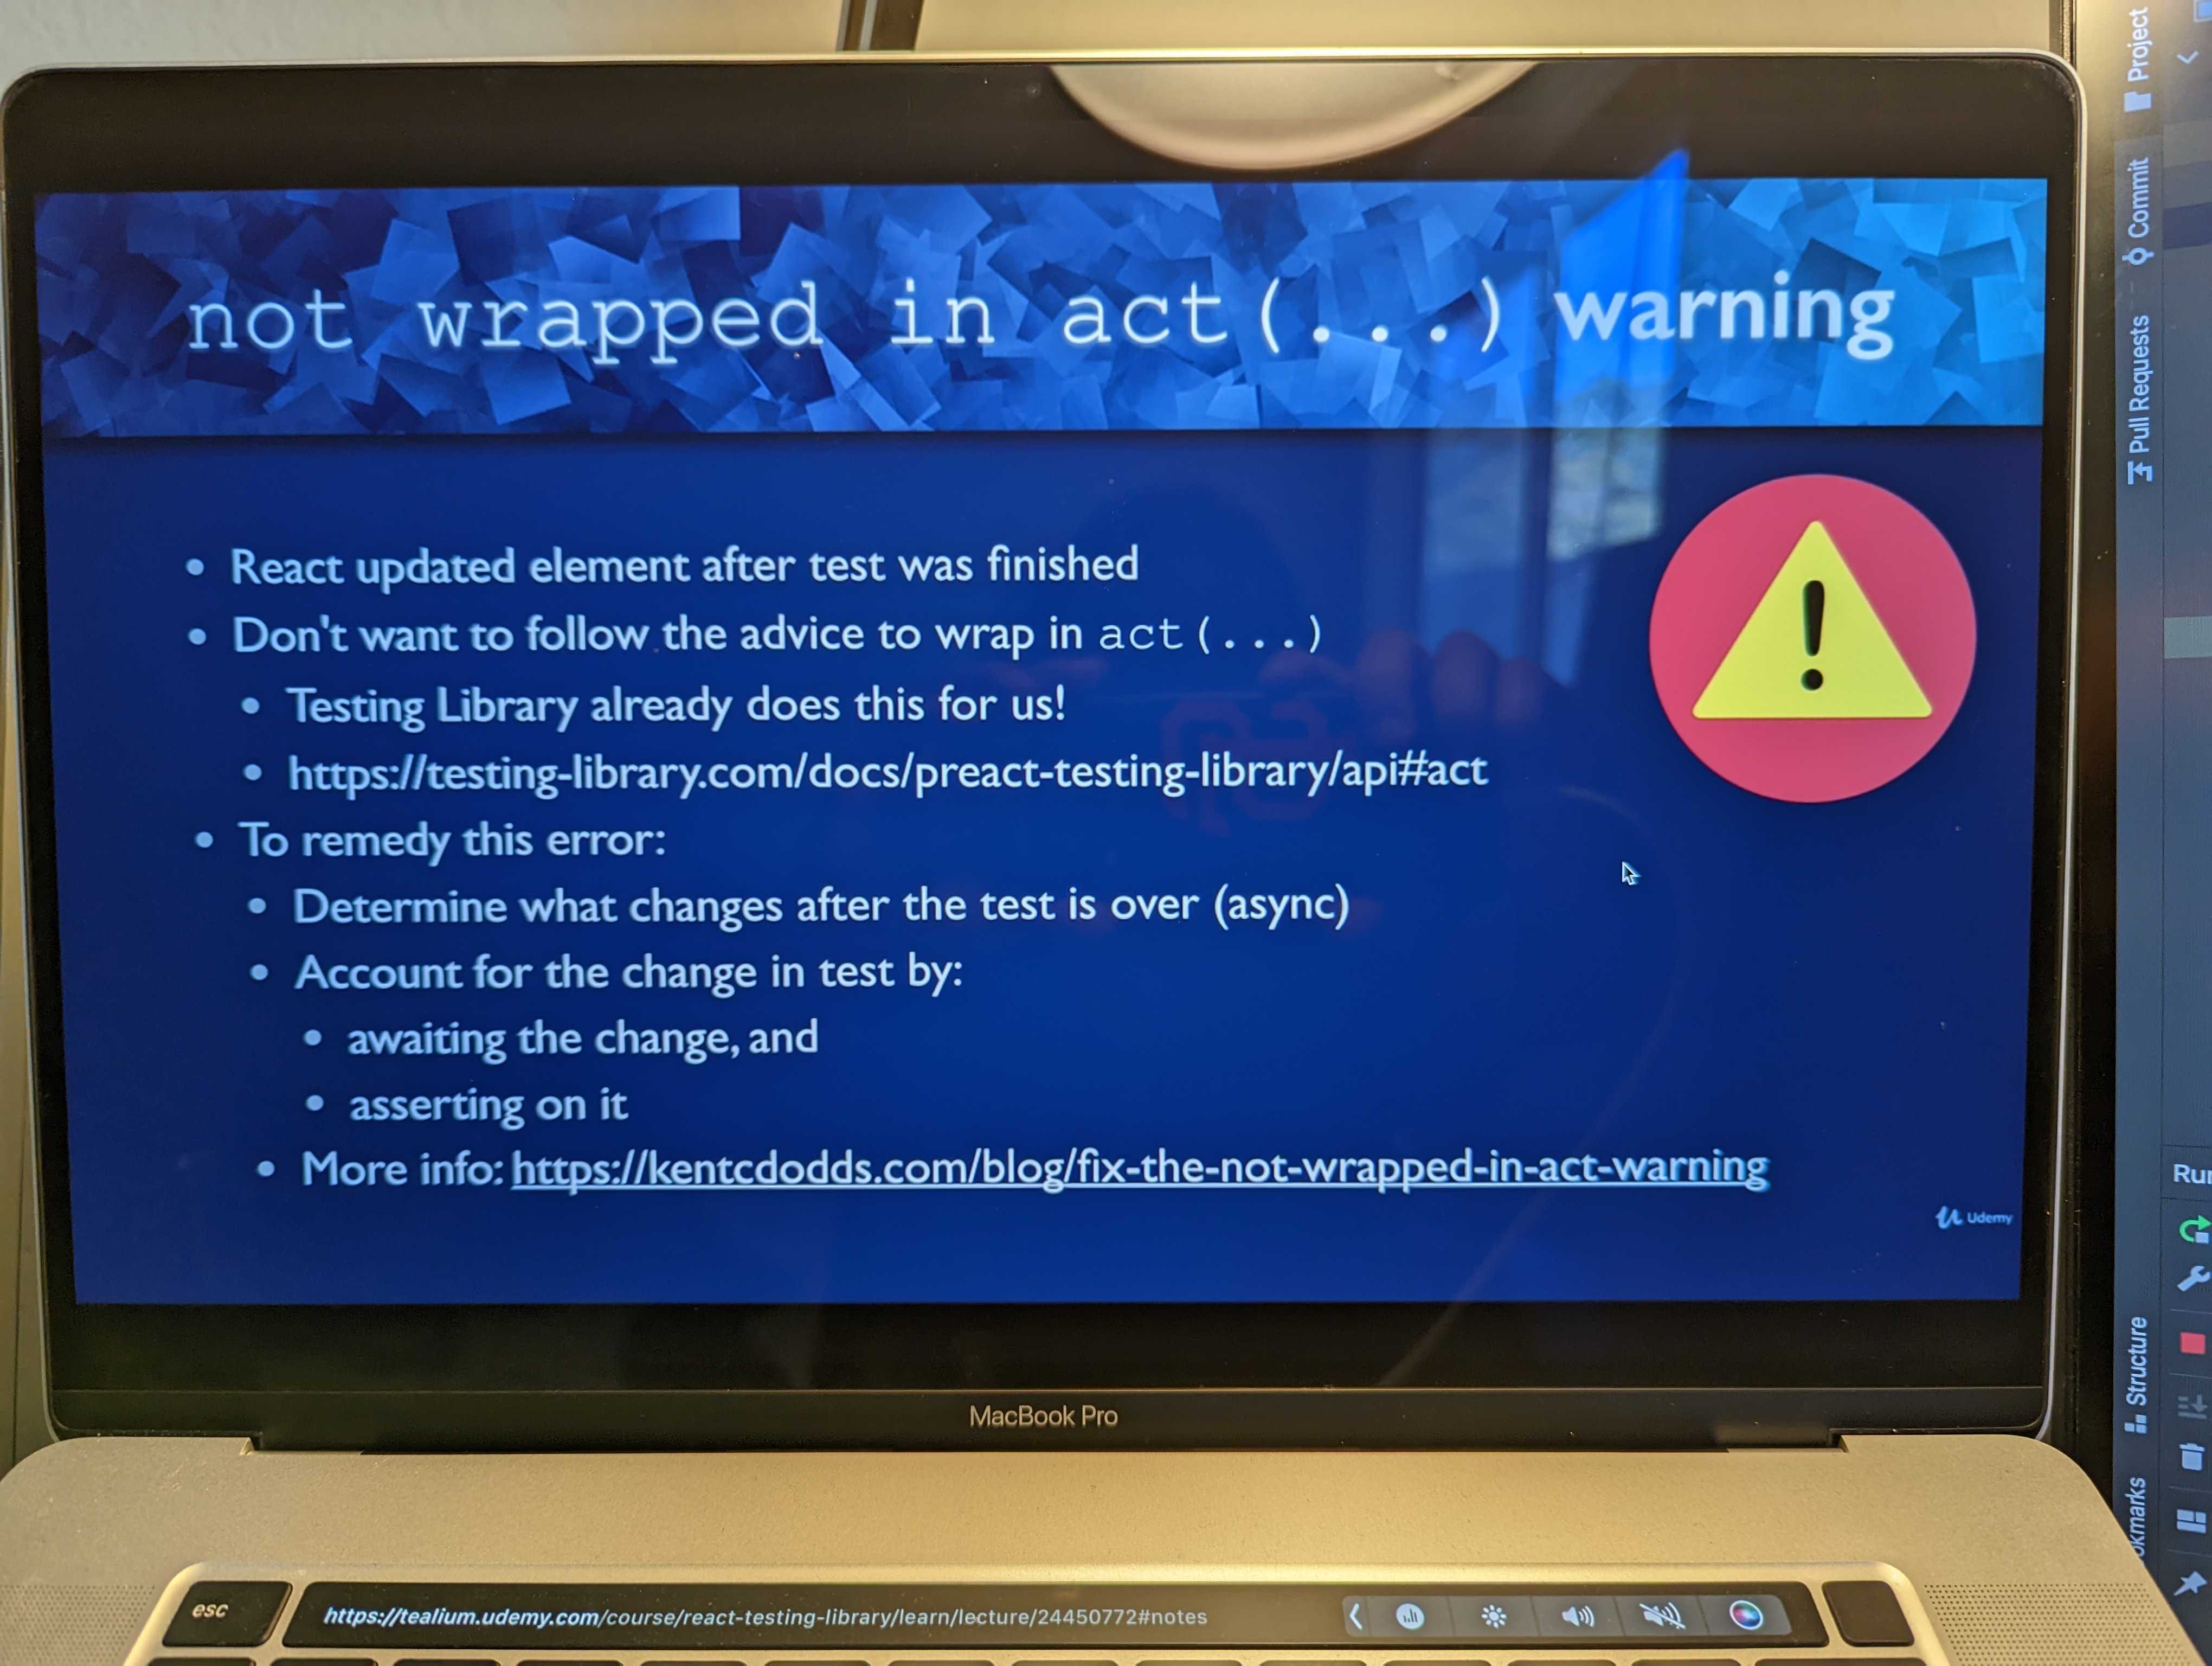 not wrapped in act(...) warning
• React updated element after test was finished
• Don't want to follow the advice to wrap in act(...)
• Testing Library already does this for us!
• https://testing-library.com/docs/preact-testing-library/api#act
• To remedy this error:
• Determine what changes after the test is over (async)
• Account for the change in test by:
• awaiting the change, and
• asserting on it
• More info: https://kentcdodds.com/blog/fix-the-not-wrapped-in-act-warning
Udemy
MacBook Pro
esc
https://tealium.udemy.com/course/react-testing-library/learn/lecture/24450772#notes
Project
Commit
Pull Requests
Structure